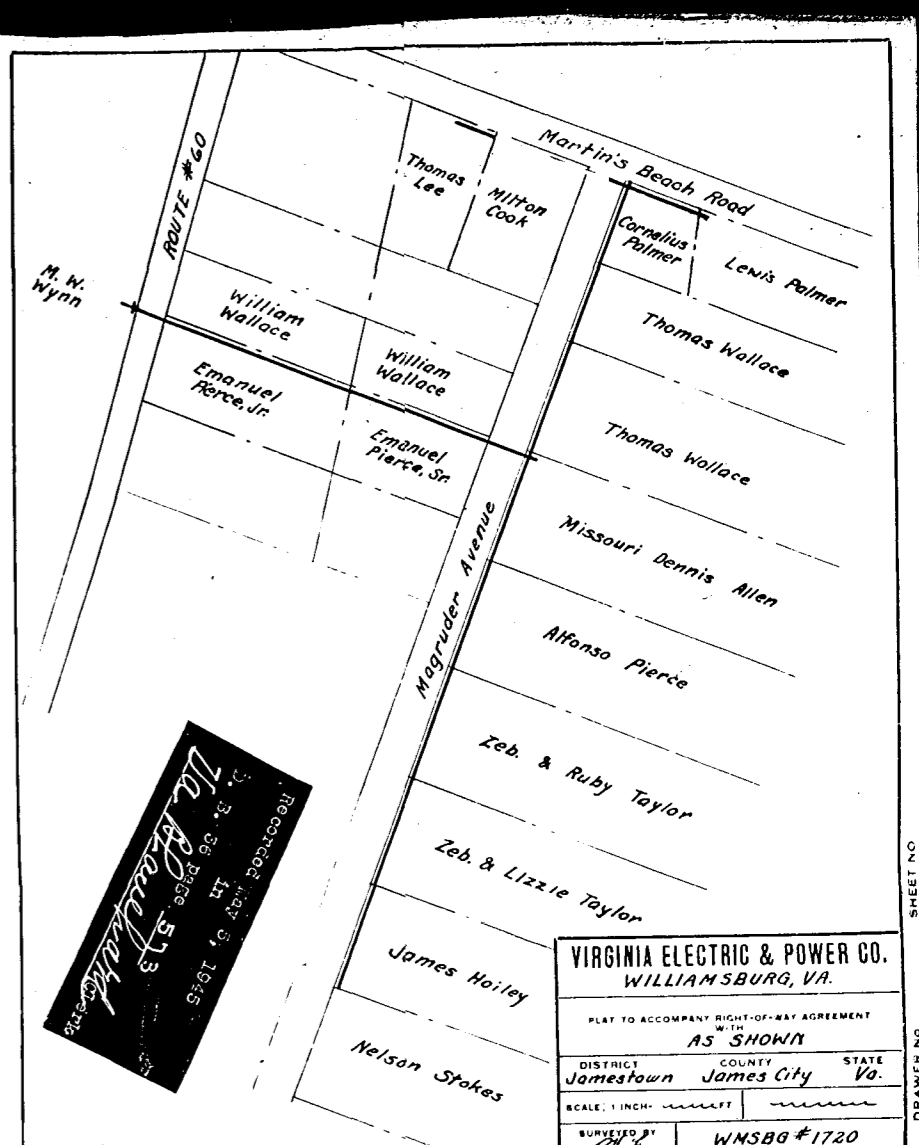 Martin's Beach Road
ROUTE #60
Thomas
Lee
Milton
Cook
Cornelius
Palmer
Lewis Palmer
M. W.
Wynn
William
Wallace
William
Wallace
Thomas Wallace
Emanuel
Pierce, Jr.
Emanuel
Pierce, Sr.
Thomas Wollace
Magruder Avenue
Missouri Dennis Allen
Alfonso Pierce
Zeb. & Ruby Taylor
Zeb. & Lizzie Taylor
James Hoiley
Nelson Stokes
Recorded May 5, 1945
in
D. B. 36 page 573
SHEET NO
DRAWER NO
VIRGINIA ELECTRIC & POWER CO.
WILLIAMSBURG, VA.
PLAT TO ACCOMPANY RIGHT-OF-WAY AGREEMENT
WITH
AS SHOWN
DISTRICT COUNTY STATE
Jamestown James City Va.
SCALE, 1 INCH- FT
SURVEYED BY
WMSBG #1720